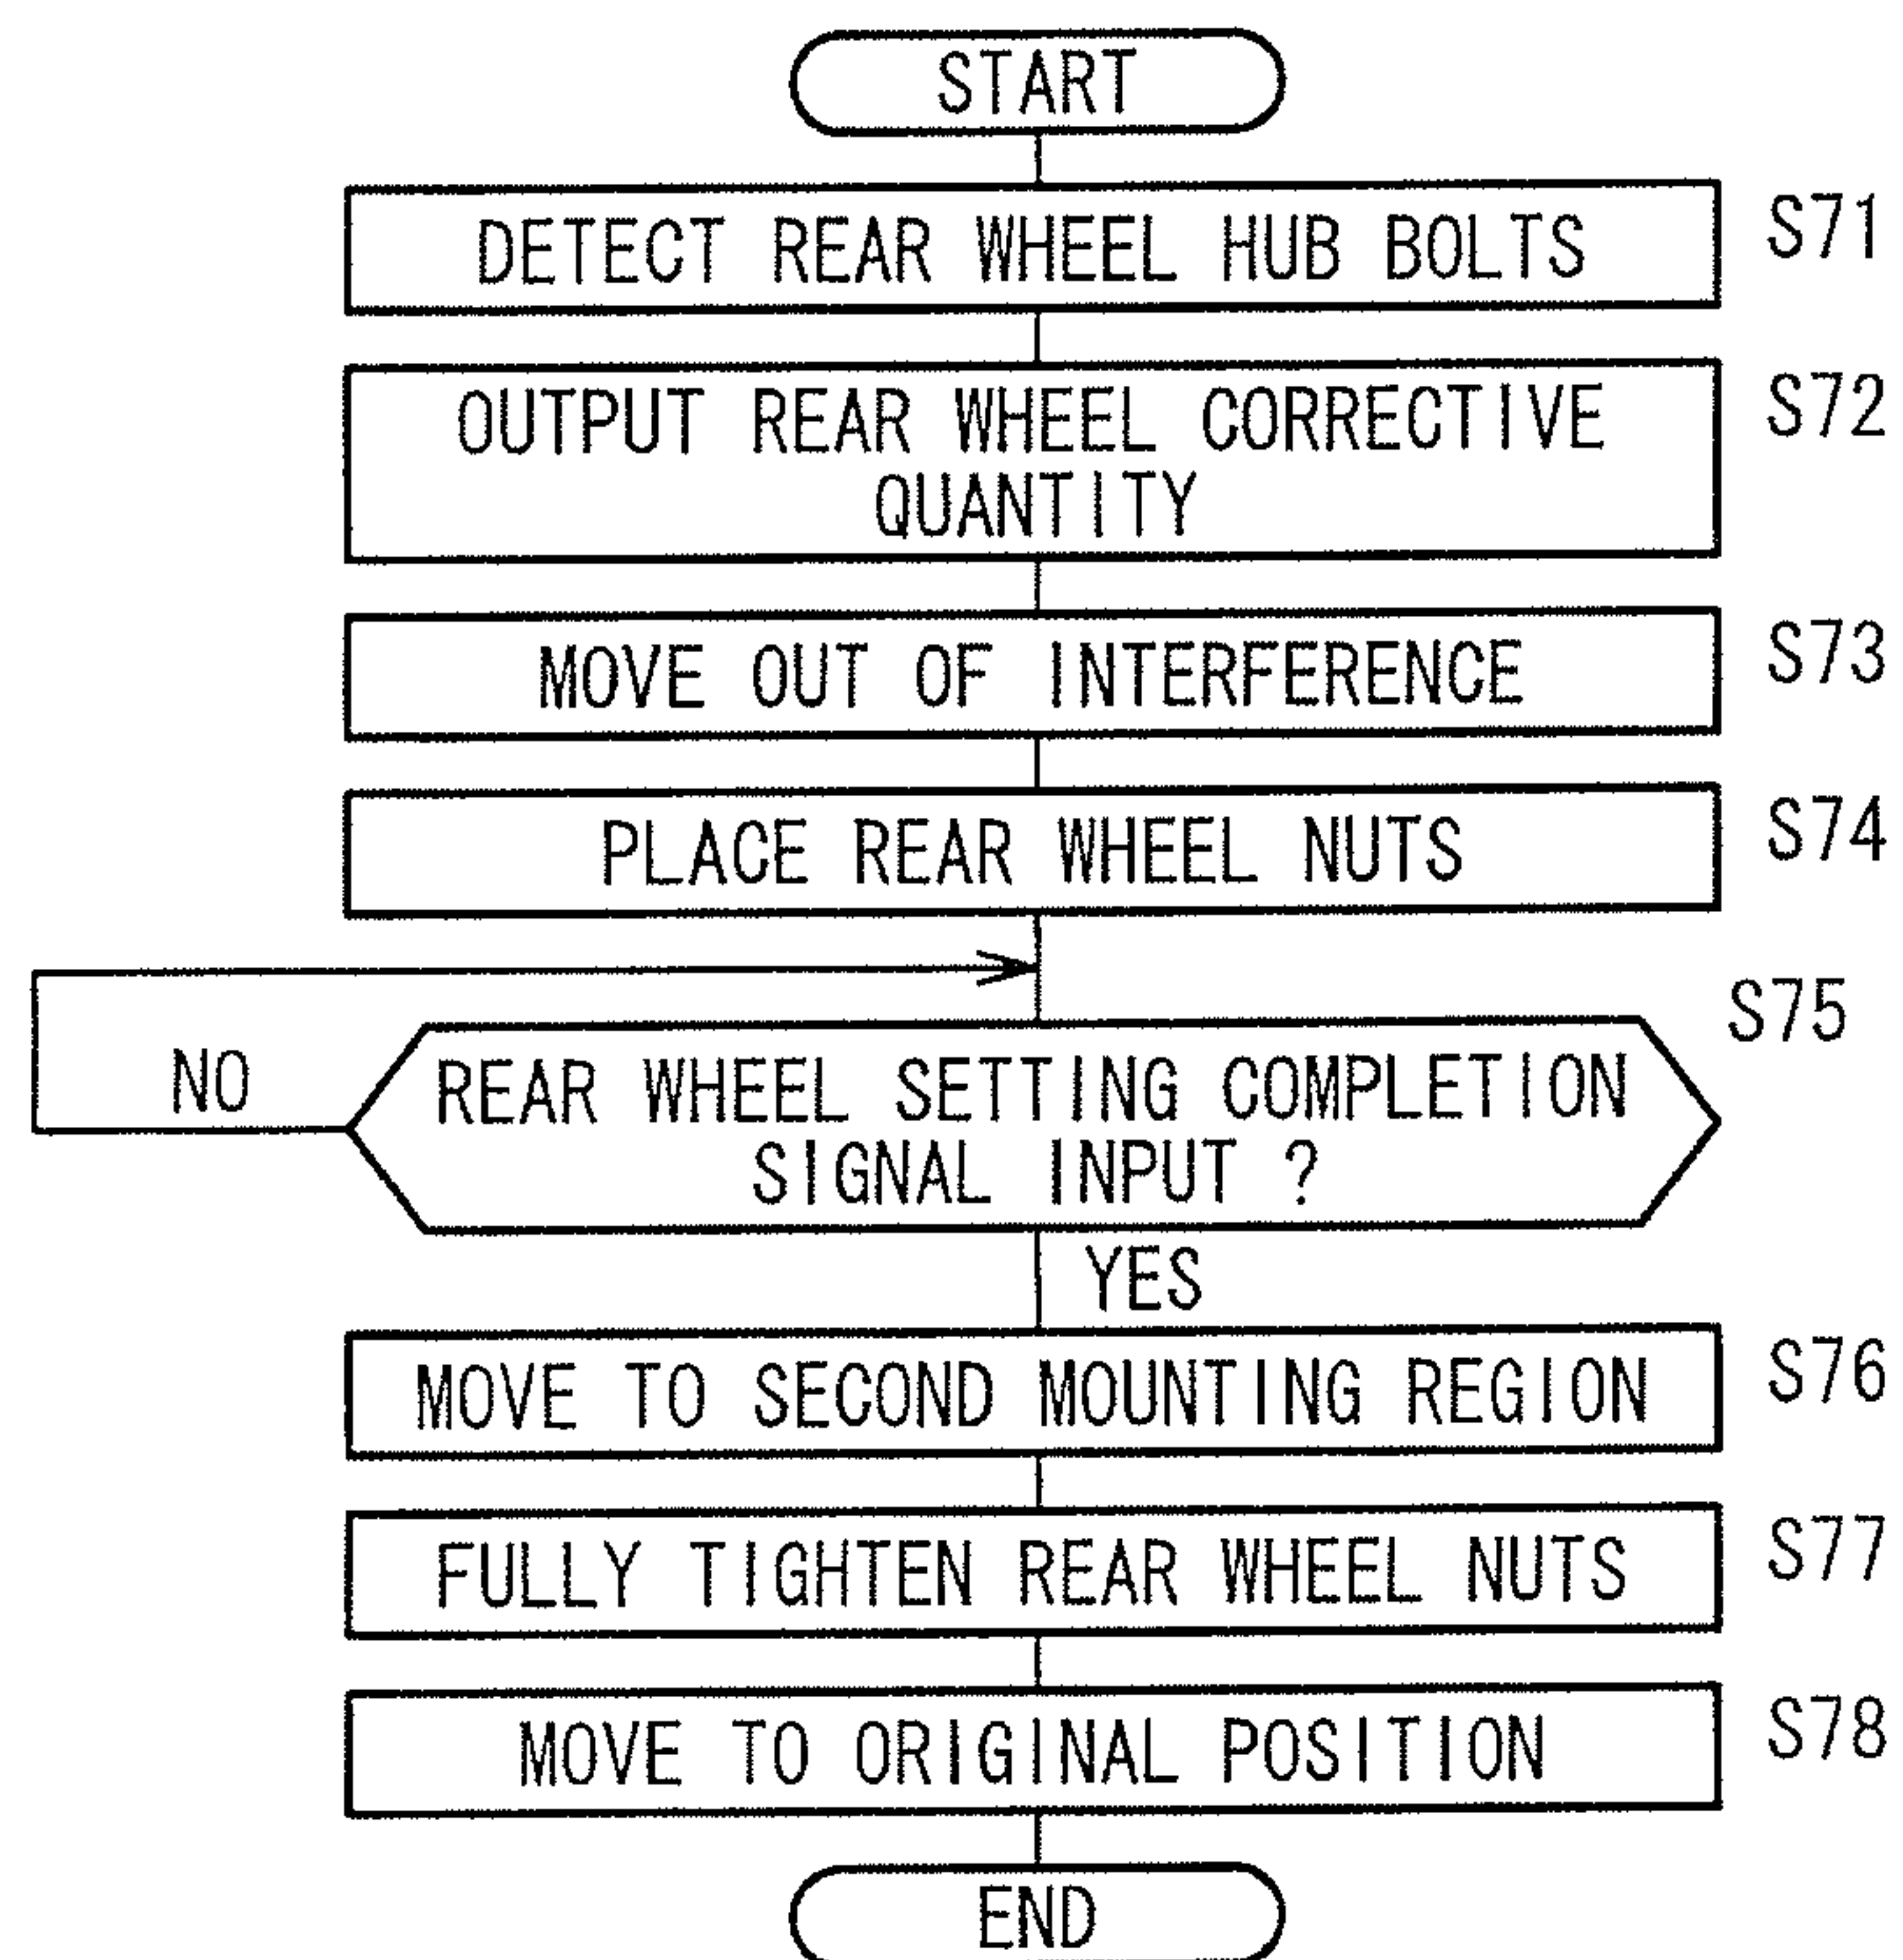 START
DETECT REAR WHEEL HUB BOLTS
S71
OUTPUT REAR WHEEL CORRECTIVE
QUANTITY
S72
MOVE OUT OF INTERFERENCE
S73
PLACE REAR WHEEL NUTS
S74
S75
NO
REAR WHEEL SETTING COMPLETION
SIGNAL INPUT ?
YES
MOVE TO SECOND MOUNTING REGION
S76
FULLY TIGHTEN REAR WHEEL NUTS
S77
MOVE TO ORIGINAL POSITION
S78
END